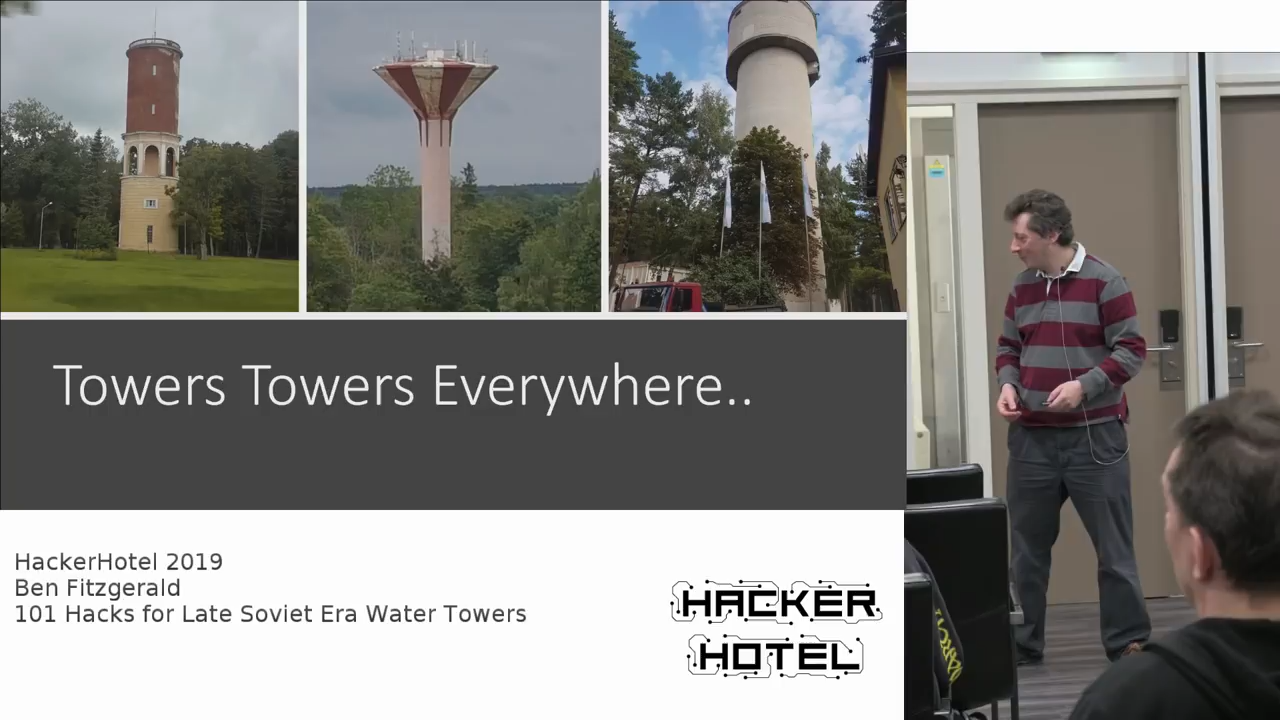 Towers Towers Everywhere..
HackerHotel 2019
Ben Fitzgerald
101 Hacks for Late Soviet Era Water Towers
HACKER
HOTEL